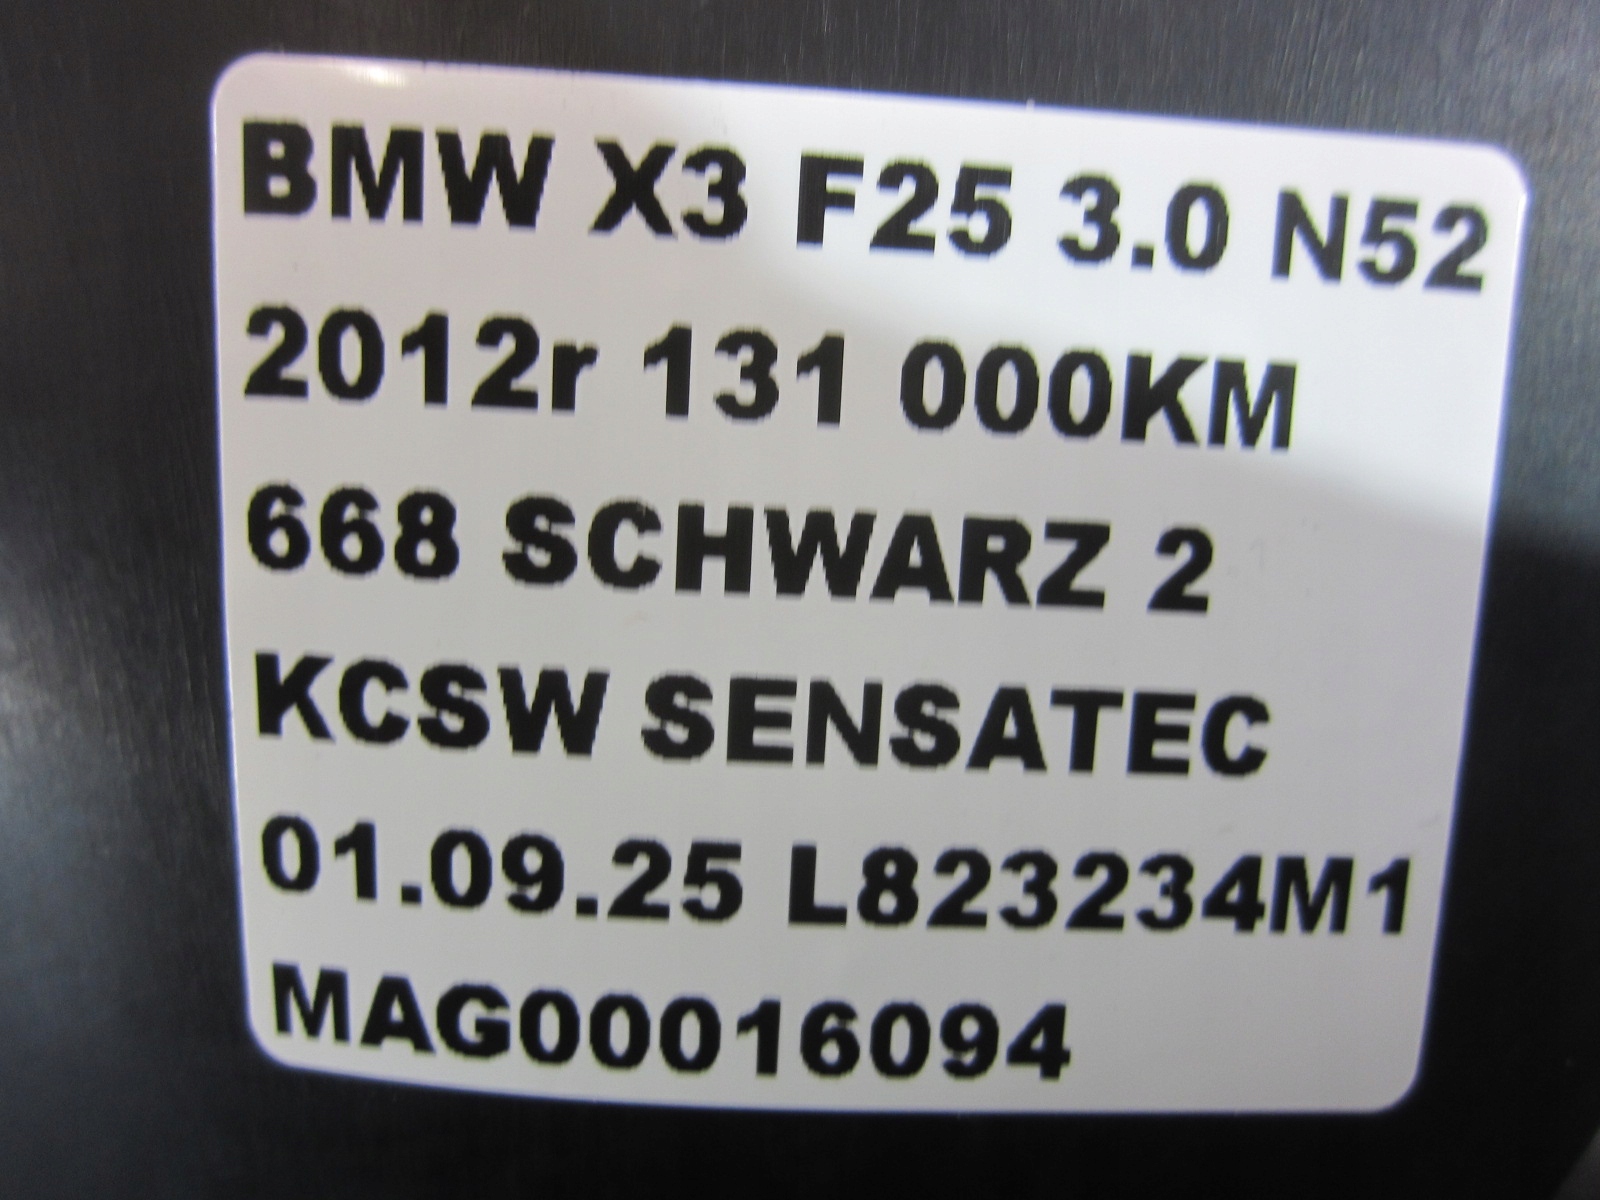 BMW X3 F25 3.0 N52
2012r 131 000KM
668 SCHWARZ 2
KCSW SENSATEC
01.09.25 L823234M1
MAG00016094